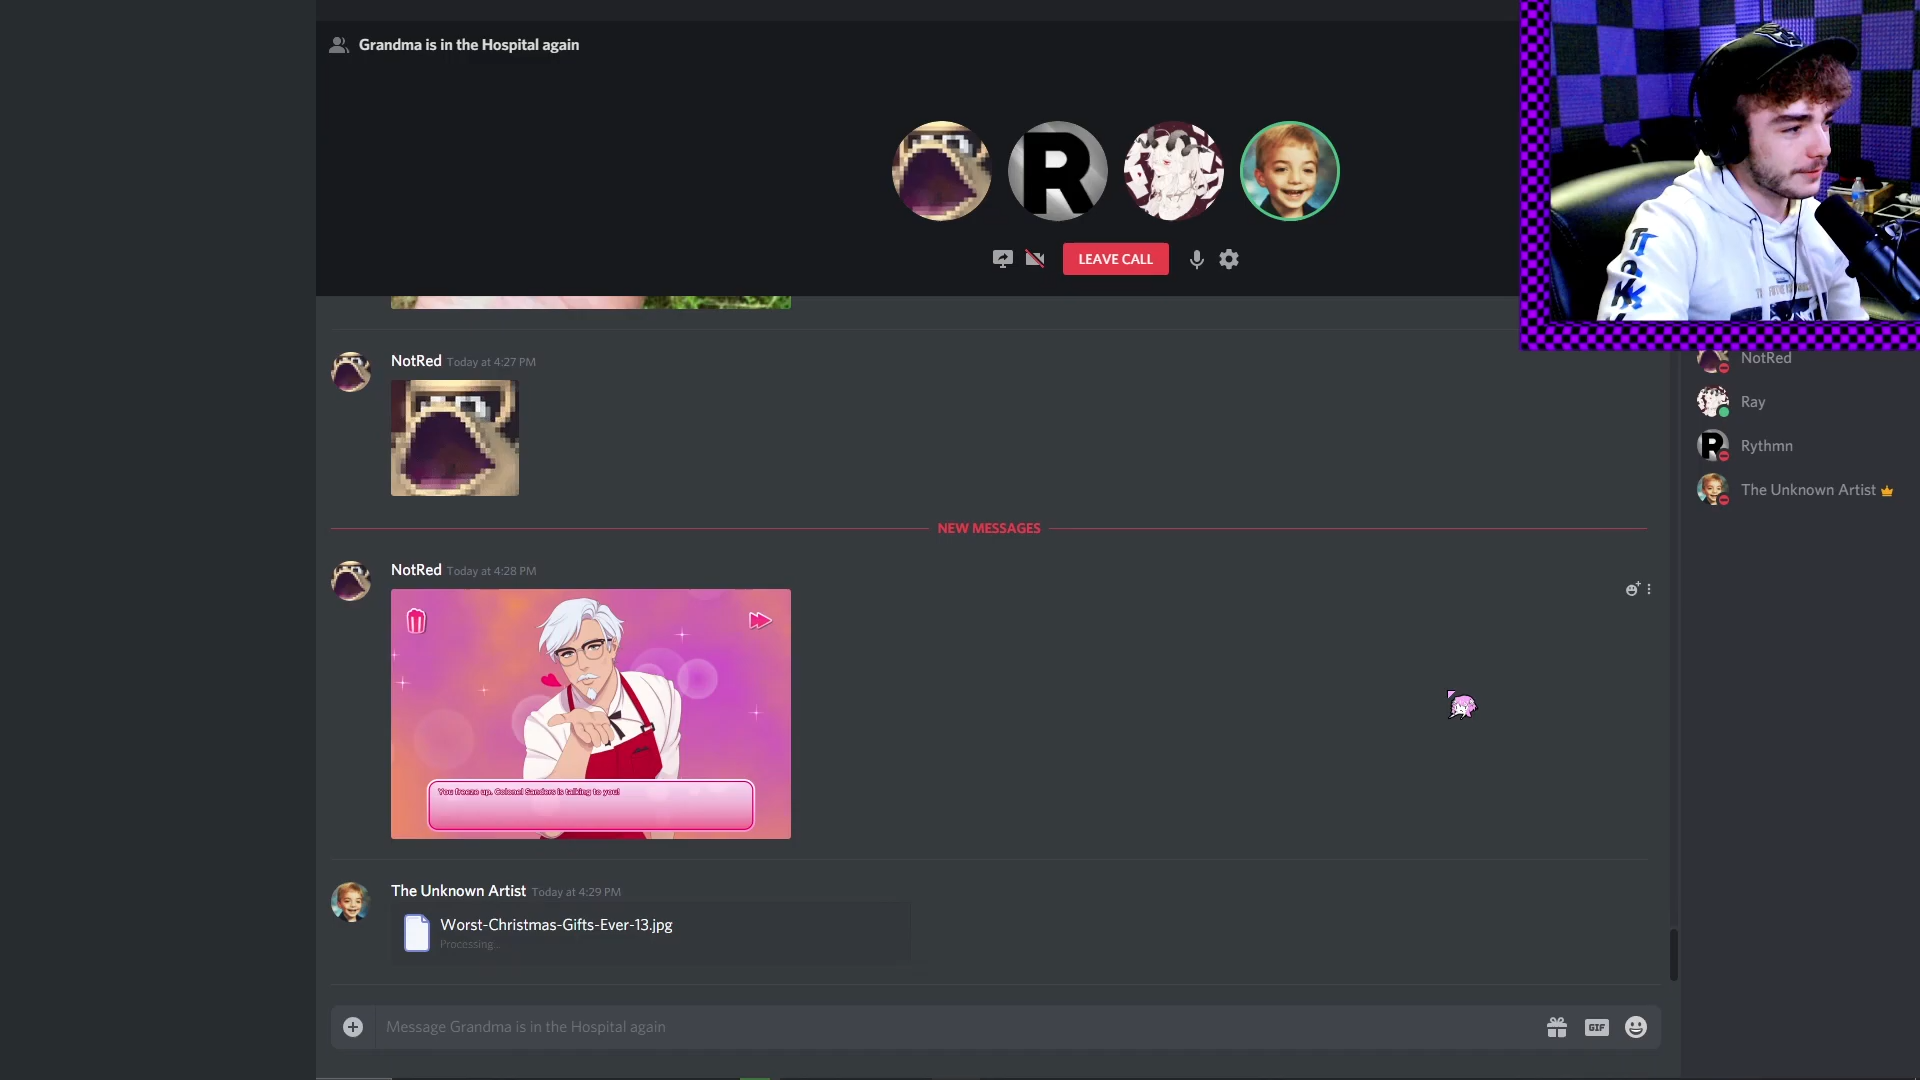 Grandma is in the Hospital again
R
LEAVE CALL
NotRed Today at 4:27 PM
NEW MESSAGES
NotRed Today at 4:28 PM
You freeze up. Colonel Sanders is talking to you!
The Unknown Artist Today at 4:29 PM
Worst-Christmas-Gifts-Ever-13.jpg
Processing...
Message Grandma is in the Hospital again
GIF
NotRed
Ray
R
Rythmn
The Unknown Artist